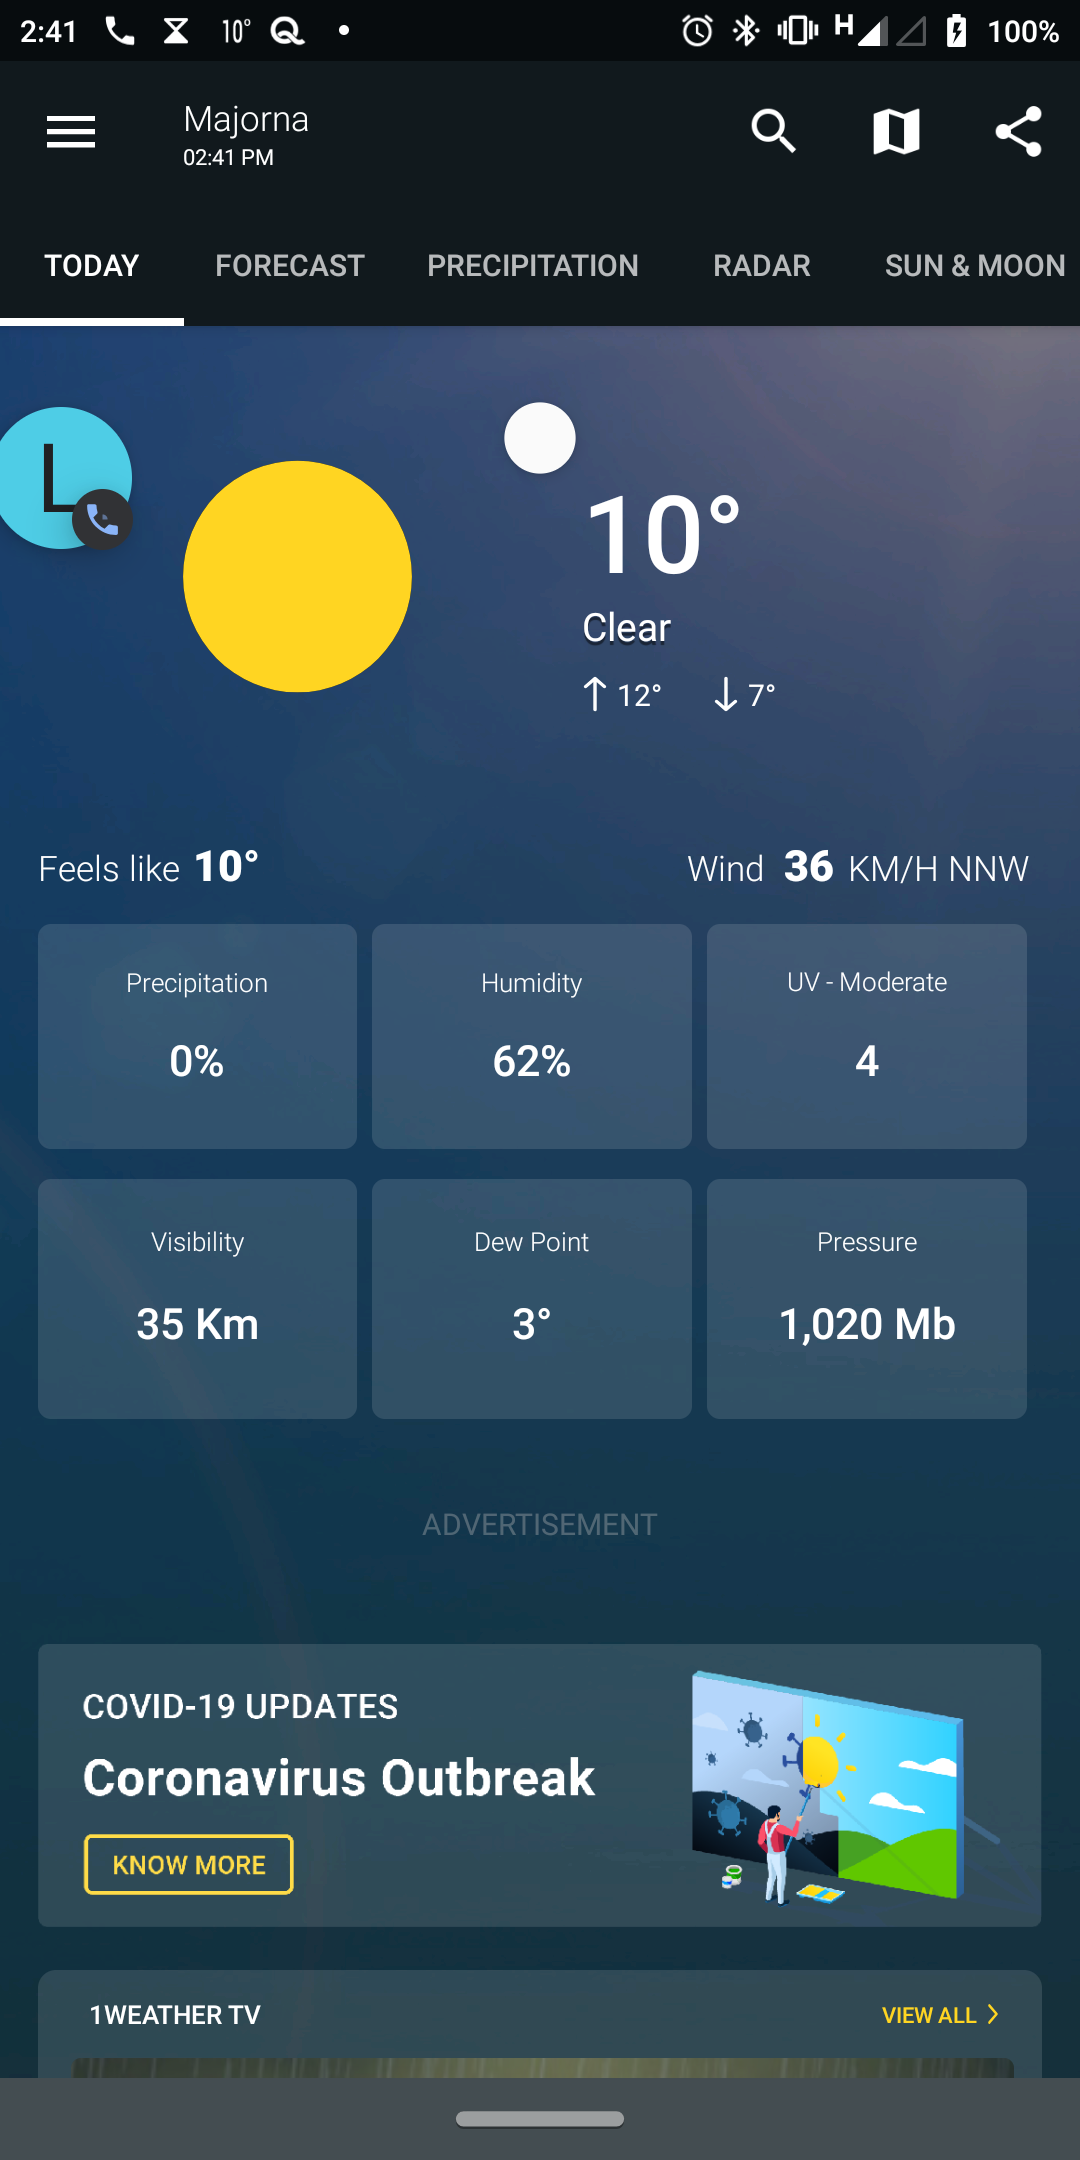 2:41 10° H 100%
Majorna
02:41 PM
TODAY FORECAST PRECIPITATION RADAR SUN & MOON
L
10°
Clear
↑ 12° ↓ 7°
Feels like 10° Wind 36 KM/H NNW
Precipitation Humidity UV - Moderate
0% 62% 4
Visibility Dew Point Pressure
35 Km 3° 1,020 Mb
ADVERTISEMENT
COVID-19 UPDATES
Coronavirus Outbreak
KNOW MORE
1WEATHER TV VIEW ALL >